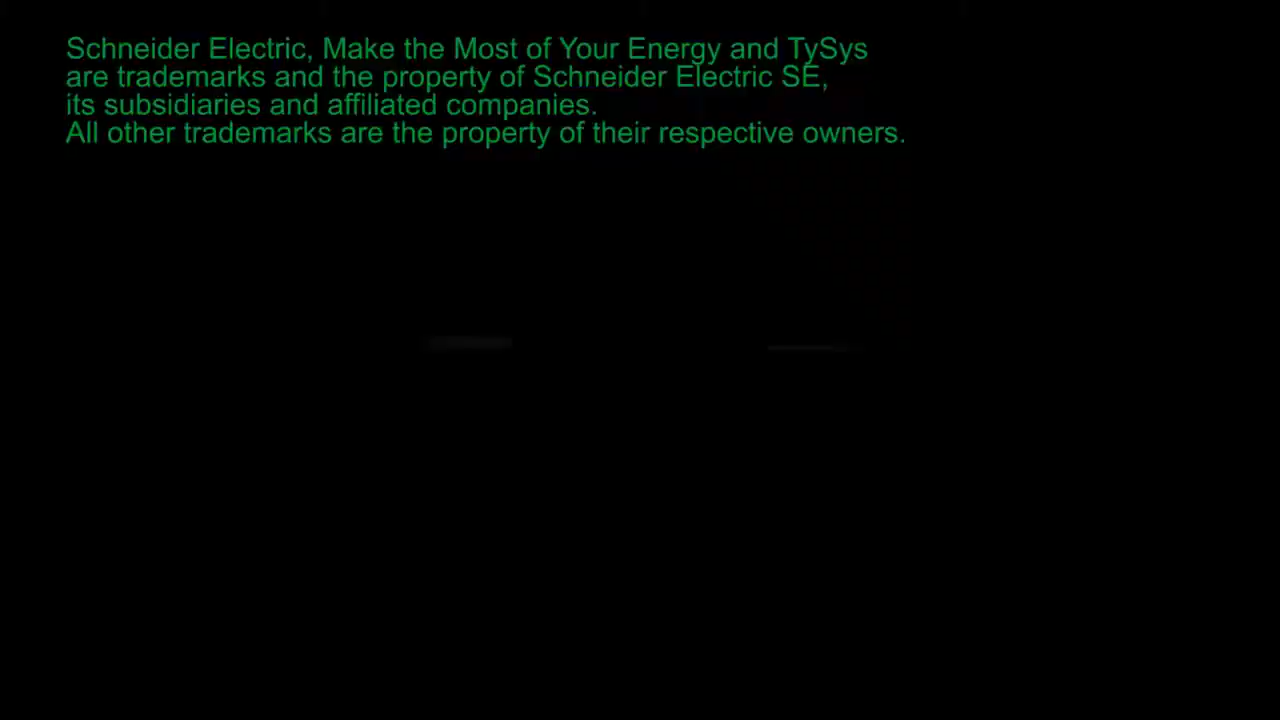 Schneider Electric, Make the Most of Your Energy and TySys
are trademarks and the property of Schneider Electric SE,
its subsidiaries and affiliated companies.
All other trademarks are the property of their respective owners.